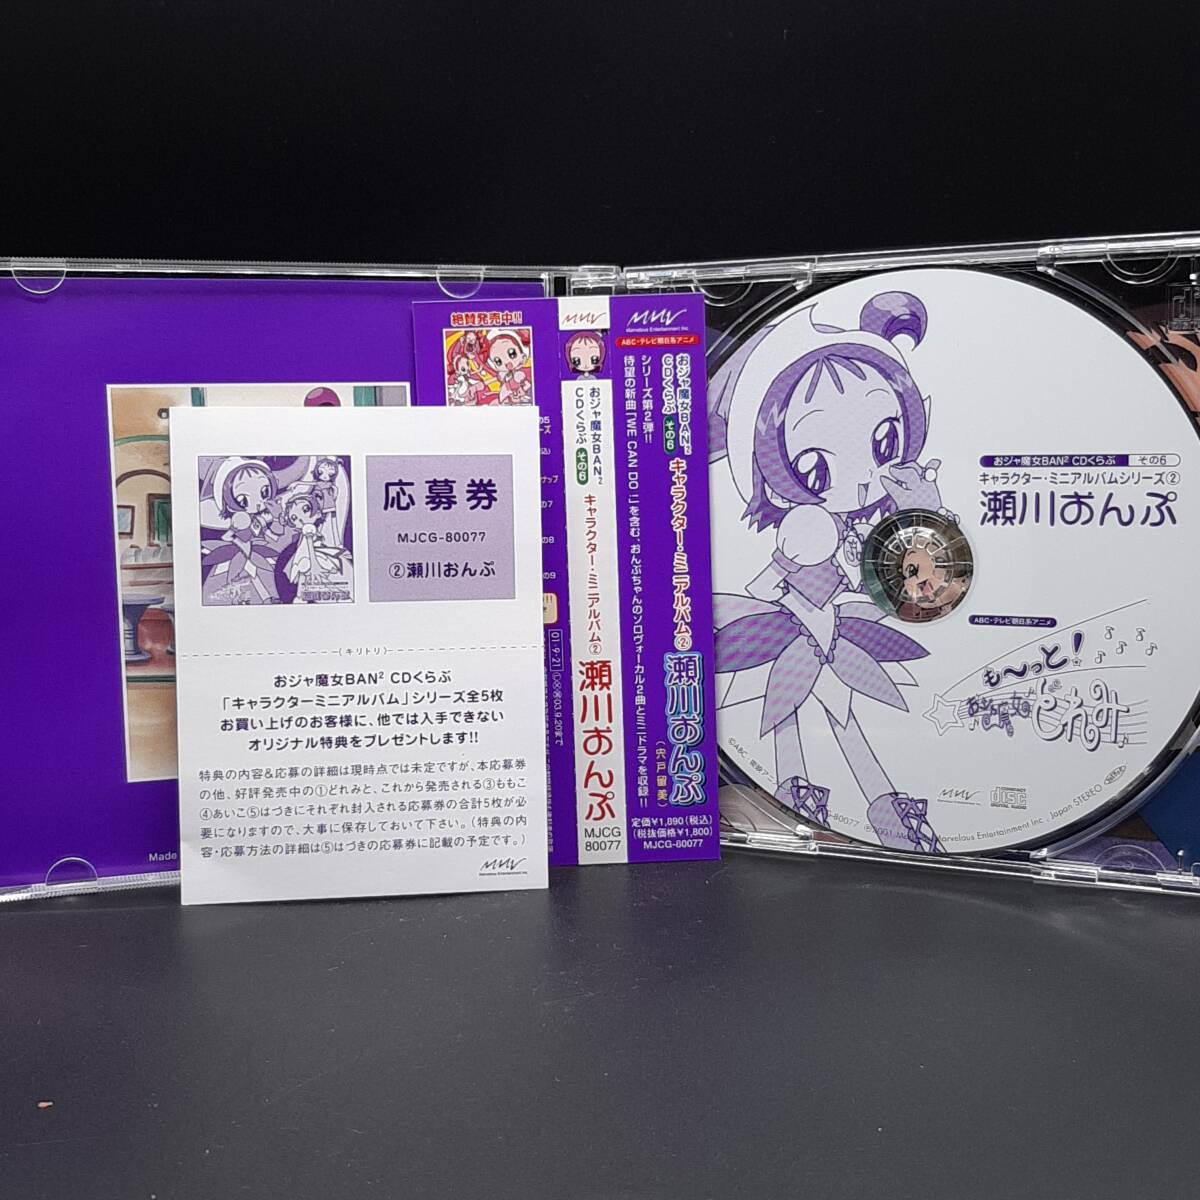 応募券
MJCG-80077
②瀬川おんぷ
(キリトリ)
おジャ魔女BAN² CDくらぶ
「キャラクターミニアルバム」シリーズ全5枚
お買い上げのお客様に、他では入手できない
オリジナル特典をプレゼントします!!
特典の内容&応募の詳細は現時点では未定ですが、本応募券
の他、好評発売中の①どれみと、これから発売される③ももこ
④あいこ⑤はづきにそれぞれ封入される応募券の合計5枚が必
要になりますので、大事に保存しておいて下さい。(特典の内
容・応募方法の詳細は⑤はづきの応募券に記載の予定です。)
MMV
Marvelous Entertainment Inc.
Made
絶賛発売中!!
01・9・21
03.9.20まで
MMV
おジャ魔女BAN²
CDくらぶ その6
キャラクター・ミニアルバム②
瀬川おんぷ
MJCG
80077
MMV
Marvelous Entertainment Inc.
ABC・テレビ朝日系アニメ
おジャ魔女BAN²
CDくらぶ その6
キャラクター・ミニアルバム②
瀬川おんぷ
(宍戸留美)
シリーズ第2弾!!
待望の新曲「WE CAN DO!」を含む、おんぷちゃんのソロヴォーカル2曲とミニドラマを収録!!
定価¥1,890(税込)
(税抜価格¥1,800)
MJCG-80077
おジャ魔女BAN² CDくらぶ その6
キャラクター・ミニアルバムシリーズ②
瀬川おんぷ
ABC・テレビ朝日系アニメ
も~っと!
おジャ魔女どれみ
MMV
COMPACT
disc
DIGITAL AUDIO